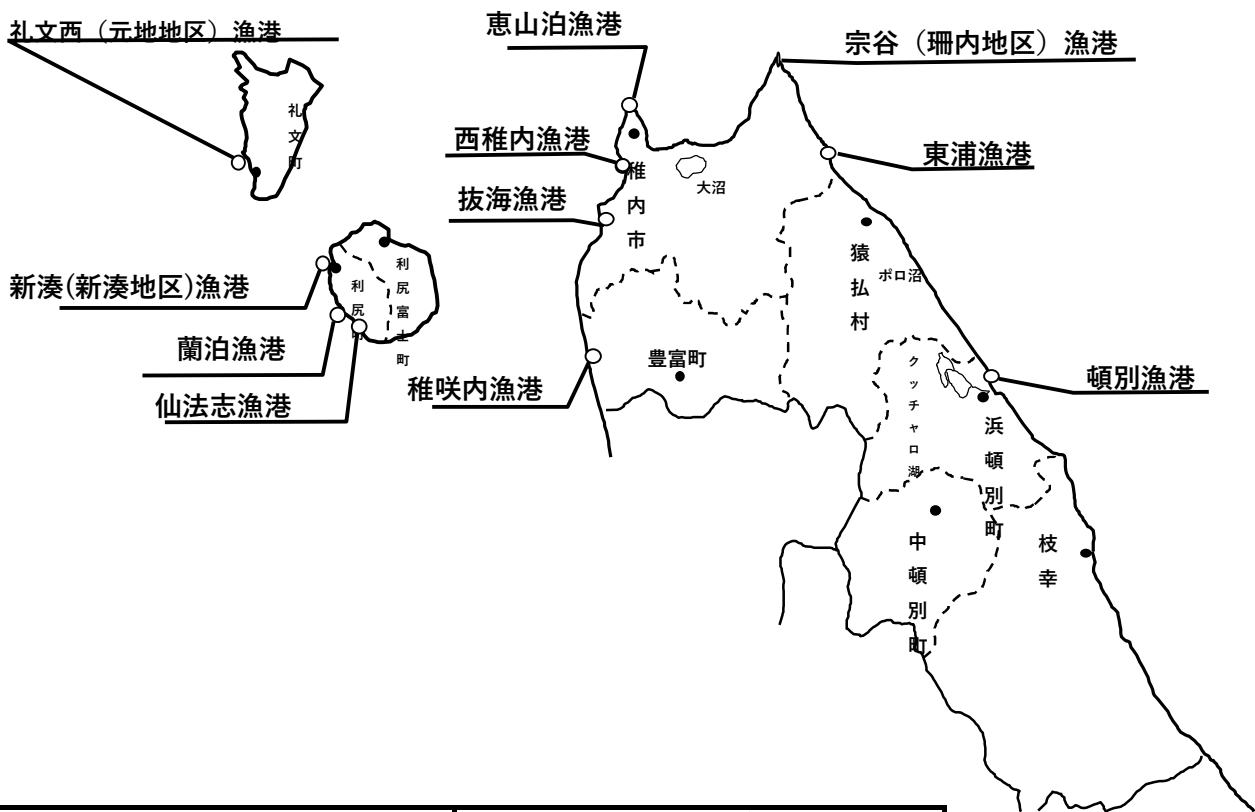 礼文西（元地地区）漁港
恵山泊漁港
宗谷（珊内地区）漁港
西稚内漁港
東浦漁港
抜海漁港
新湊(新湊地区)漁港
蘭泊漁港
仙法志漁港
稚咲内漁港
頓別漁港
礼文町
利尻町
利尻富士町
稚内市
大沼
猿払村
ポロ沼
豊富町
クッチャロ湖
浜頓別町
中頓別町
枝幸